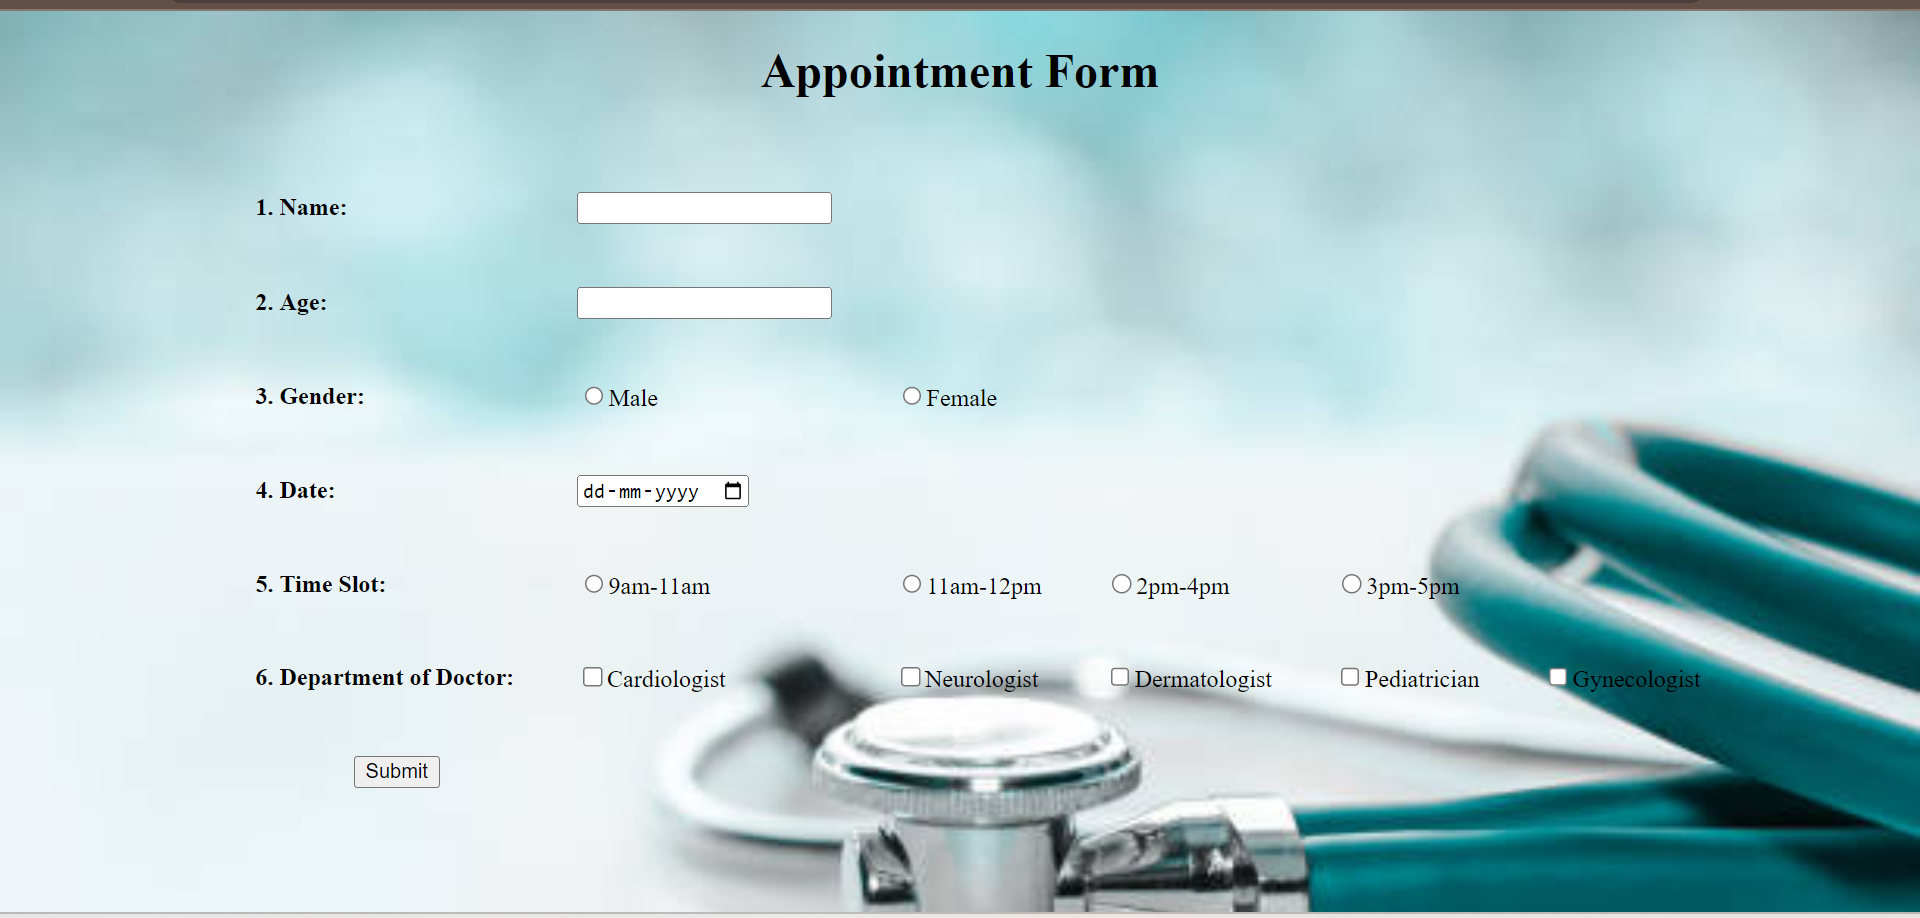 Appointment Form
1. Name:
2. Age:
3. Gender: Male Female
4. Date: dd-mm-yyyy
5. Time Slot: 9am-11am 11am-12pm 2pm-4pm 3pm-5pm
6. Department of Doctor: Cardiologist Neurologist Dermatologist Pediatrician Gynecologist
Submit